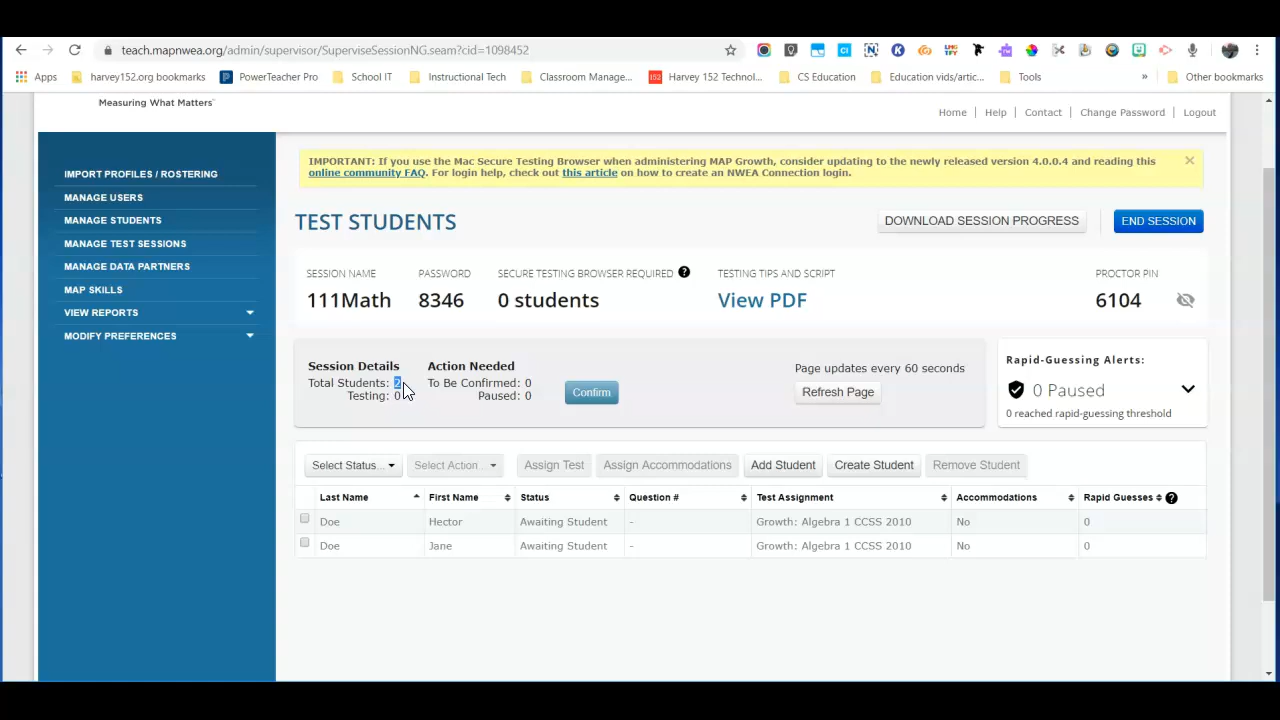 teach.mapnwea.org/admin/supervisor/SuperviseSessionNG.seam?cid=1098452
Apps harvey152.org bookmarks PowerTeacher Pro School IT Instructional Tech Classroom Manage... 152 Harvey 152 Technol... CS Education Education vids/artic... Tools » Other bookmarks
Measuring What Matters
Home | Help | Contact | Change Password | Logout
IMPORTANT: If you use the Mac Secure Testing Browser when administering MAP Growth, consider updating to the newly released version 4.0.0.4 and reading this
online community FAQ. For login help, check out this article on how to create an NWEA Connection login.
IMPORT PROFILES / ROSTERING
MANAGE USERS
MANAGE STUDENTS
MANAGE TEST SESSIONS
MANAGE DATA PARTNERS
MAP SKILLS
VIEW REPORTS
MODIFY PREFERENCES
TEST STUDENTS
DOWNLOAD SESSION PROGRESS
END SESSION
SESSION NAME PASSWORD SECURE TESTING BROWSER REQUIRED ? TESTING TIPS AND SCRIPT PROCTOR PIN
111Math 8346 0 students View PDF 6104
Session Details Action Needed
Total Students: 2 To Be Confirmed: 0
Testing: 0 Paused: 0
Confirm
Page updates every 60 seconds
Refresh Page
Rapid-Guessing Alerts:
0 Paused
0 reached rapid-guessing threshold
Select Status... Select Action... Assign Test Assign Accommodations Add Student Create Student Remove Student
Last Name First Name Status Question # Test Assignment Accommodations Rapid Guesses ?
Doe Hector Awaiting Student - Growth: Algebra 1 CCSS 2010 No 0
Doe Jane Awaiting Student - Growth: Algebra 1 CCSS 2010 No 0